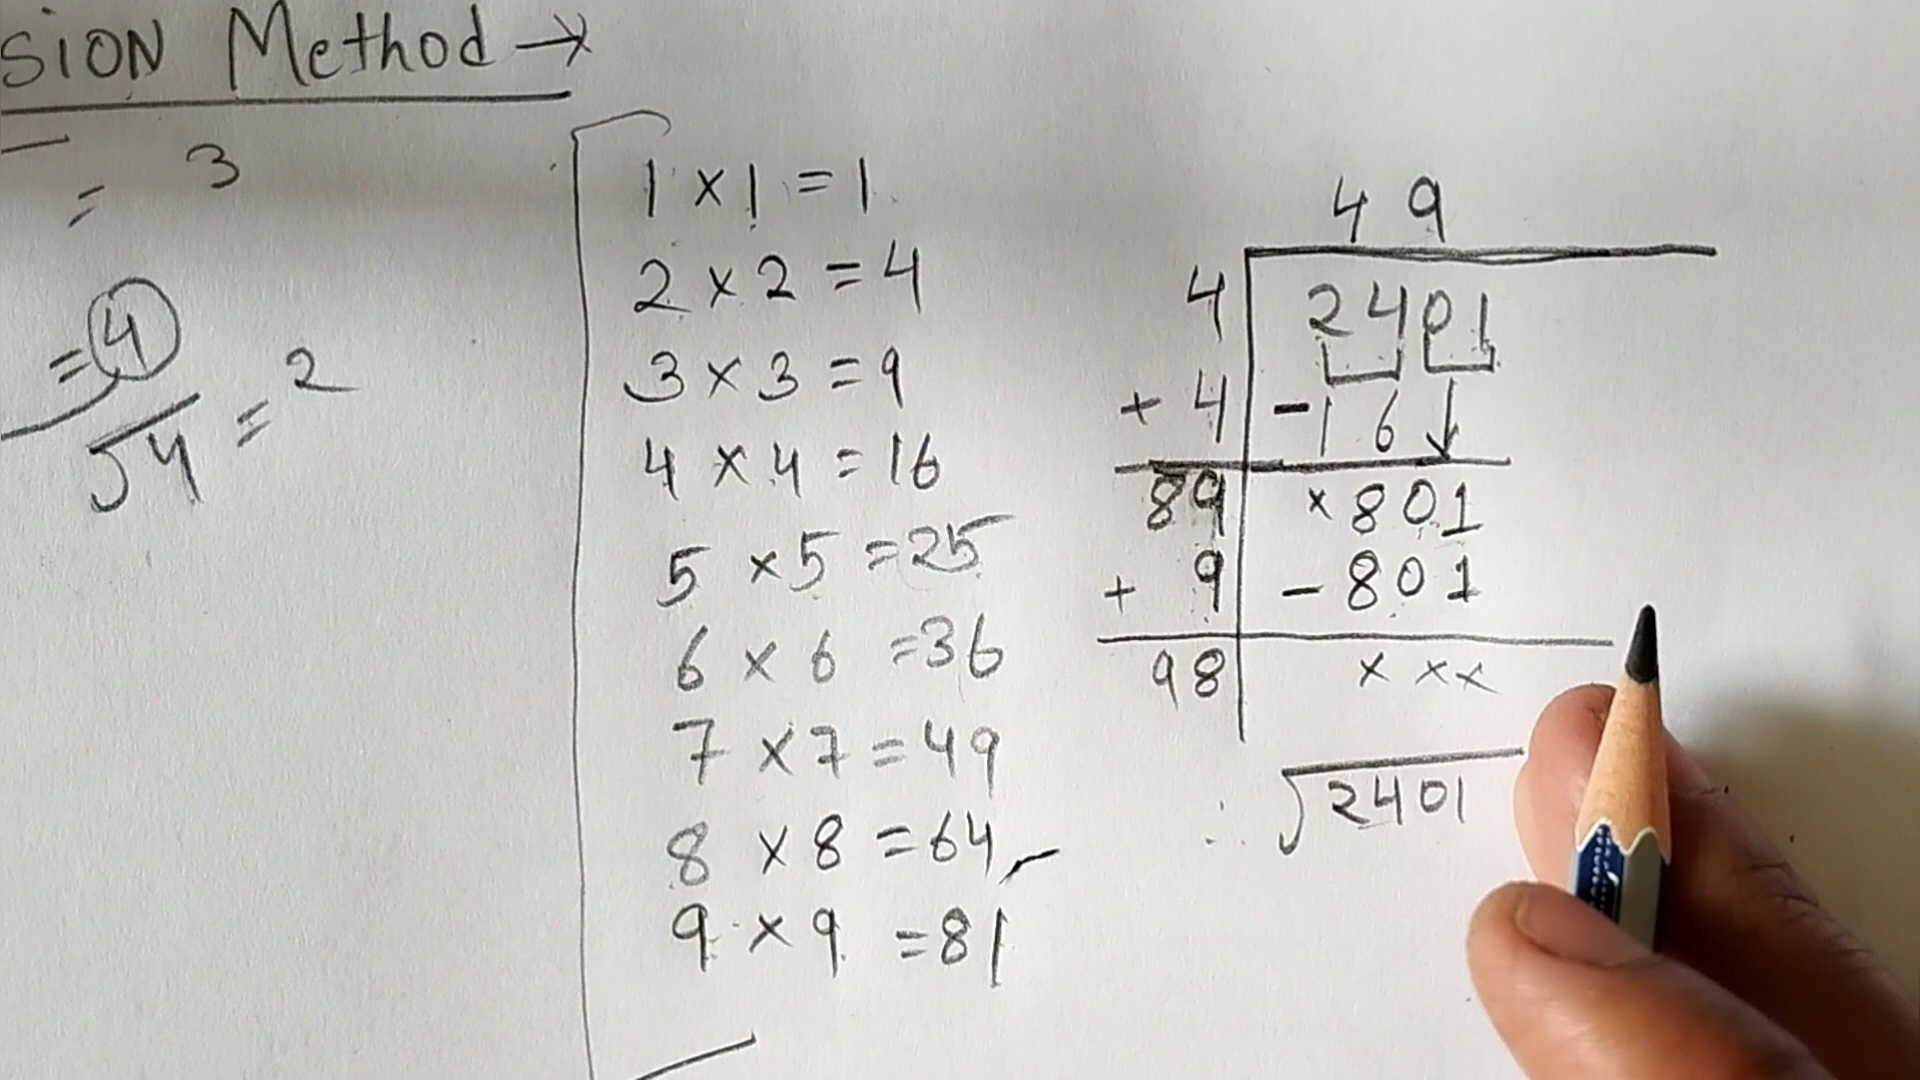 SION Method →
= 3
= 4
√4 = 2
1 × 1 = 1
2 × 2 = 4
3 × 3 = 9
4 × 4 = 16
5 × 5 = 25
6 × 6 = 36
7 × 7 = 49
8 × 8 = 64
9 × 9 = 81
49
4 2401
+ 4 - 16 ↓
89 × 801
+ 9 - 801
98 × × ×
∴ √2401